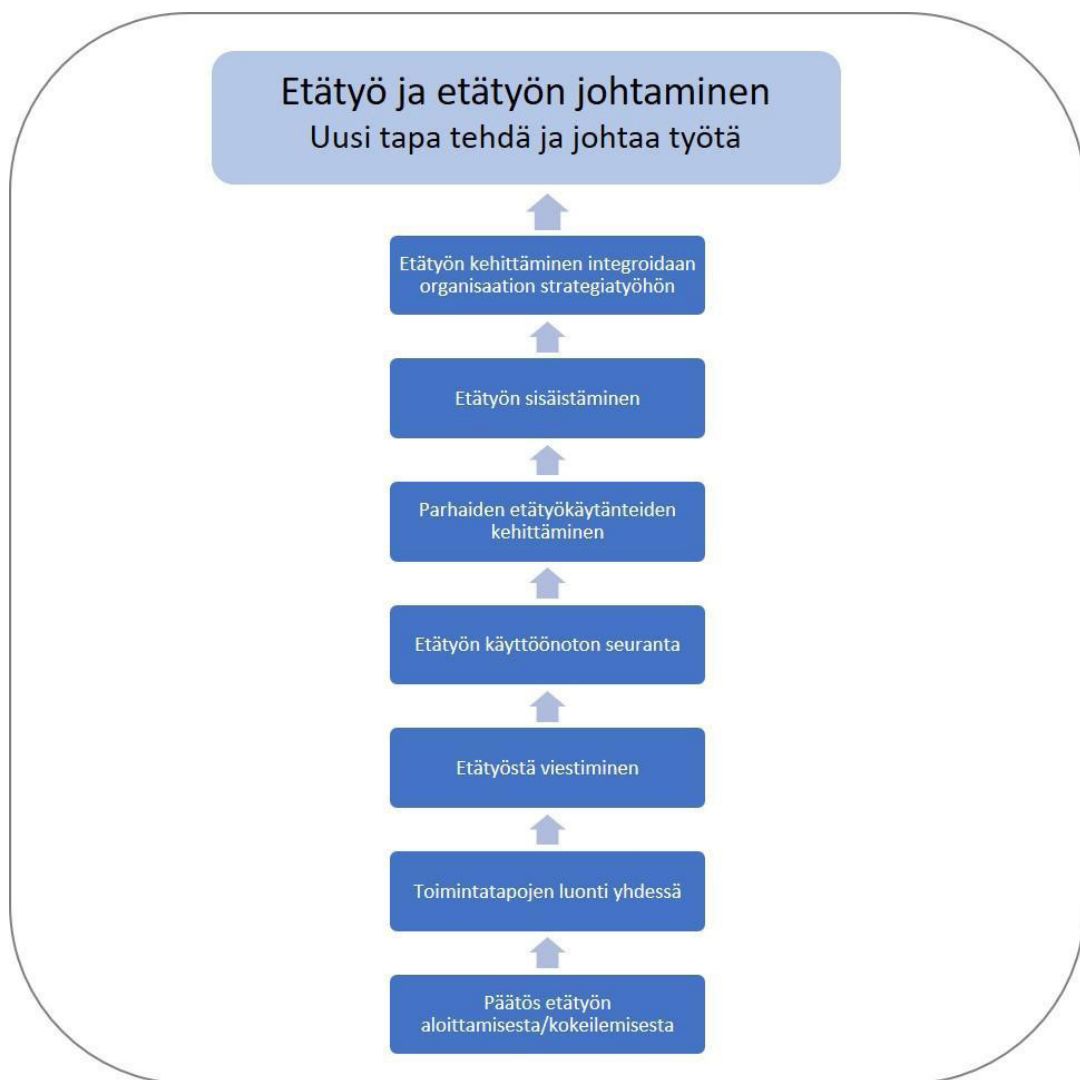 Etätyö ja etätyön johtaminen
Uusi tapa tehdä ja johtaa työtä
Etätyön kehittäminen integroidaan
organisaation strategiatyöhön
Etätyön sisäistäminen
Parhaiden etätyökäytänteiden
kehittäminen
Etätyön käyttöönoton seuranta
Etätyöstä viestiminen
Toimintatapojen luonti yhdessä
Päätös etätyön
aloittamisesta/kokeilemisesta